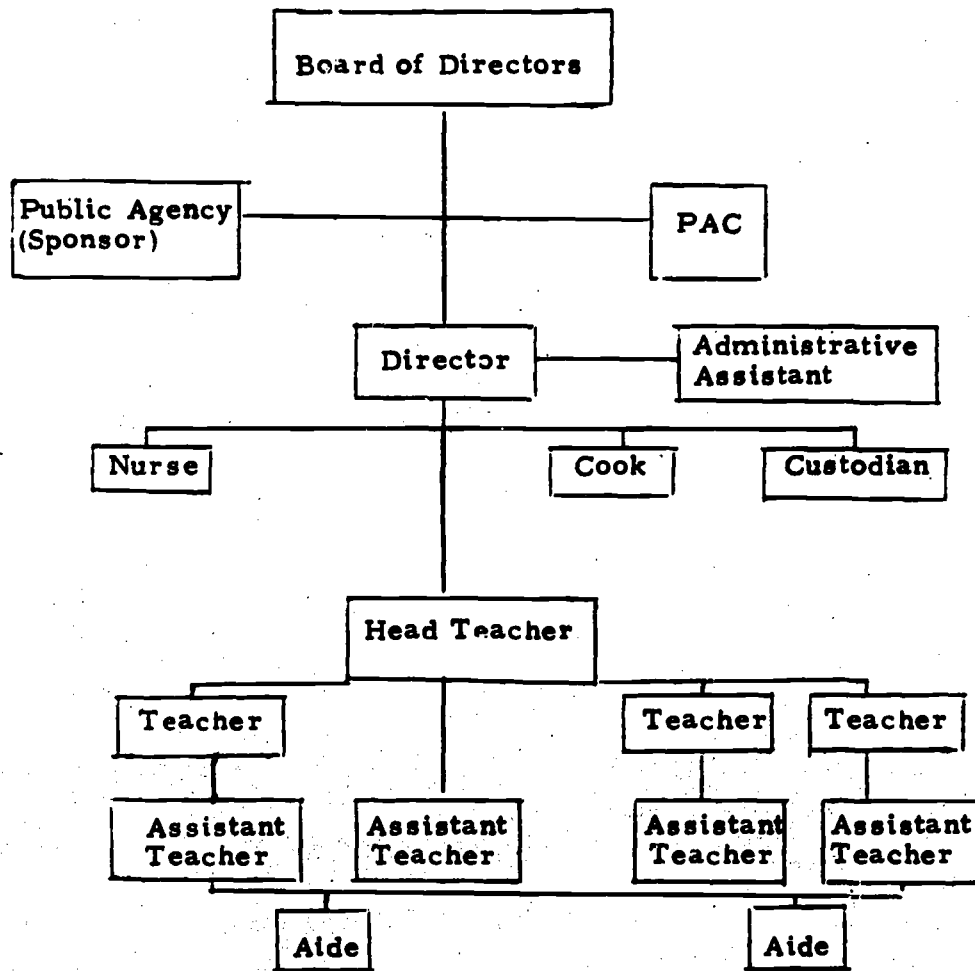 Board of Directors
Public Agency
(Sponsor)
PAC
Director
Administrative
Assistant
Nurse
Cook
Custodian
Head Teacher
Teacher
Teacher
Teacher
Assistant
Teacher
Assistant
Teacher
Assistant
Teacher
Assistant
Teacher
Aide
Aide